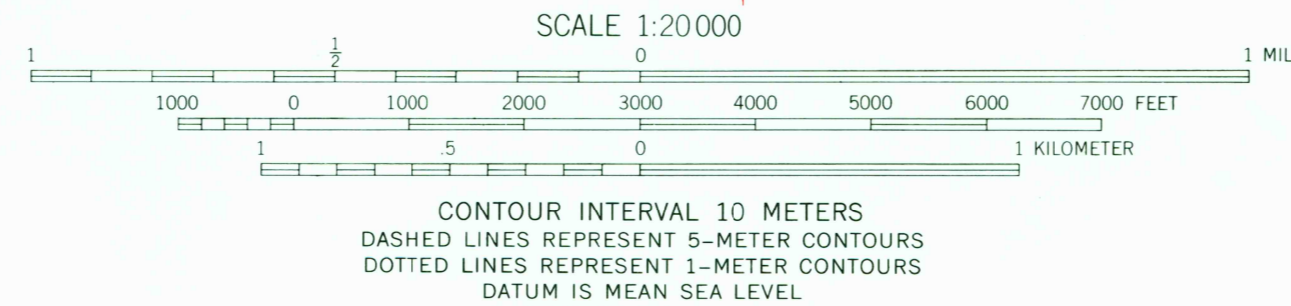 SCALE 1:20 000
1 1/2 0 1 MIL
1000 0 1000 2000 3000 4000 5000 6000 7000 FEET
1 .5 0 1 KILOMETER
CONTOUR INTERVAL 10 METERS
DASHED LINES REPRESENT 5-METER CONTOURS
DOTTED LINES REPRESENT 1-METER CONTOURS
DATUM IS MEAN SEA LEVEL